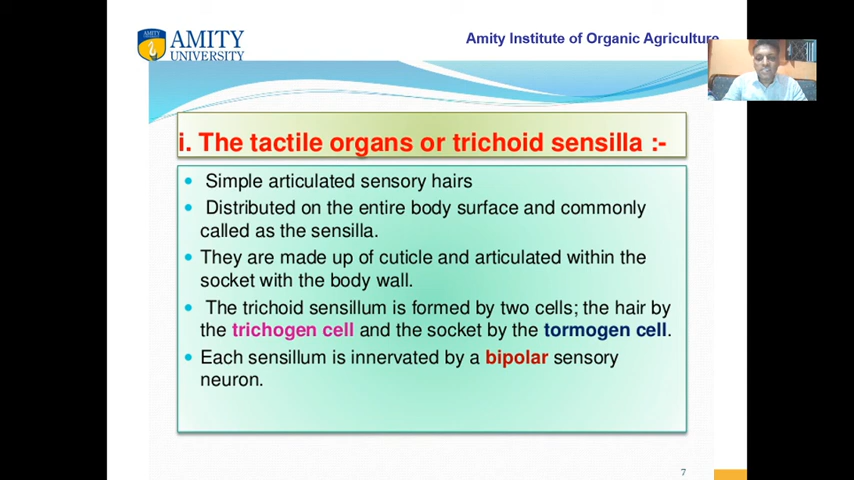 AMITY
AMITY
UNIVERSITY
Amity Institute of Organic Agriculture
i. The tactile organs or trichoid sensilla :-
• Simple articulated sensory hairs
• Distributed on the entire body surface and commonly
called as the sensilla.
• They are made up of cuticle and articulated within the
socket with the body wall.
• The trichoid sensillum is formed by two cells; the hair by
the trichogen cell and the socket by the tormogen cell.
• Each sensillum is innervated by a bipolar sensory
neuron.
7